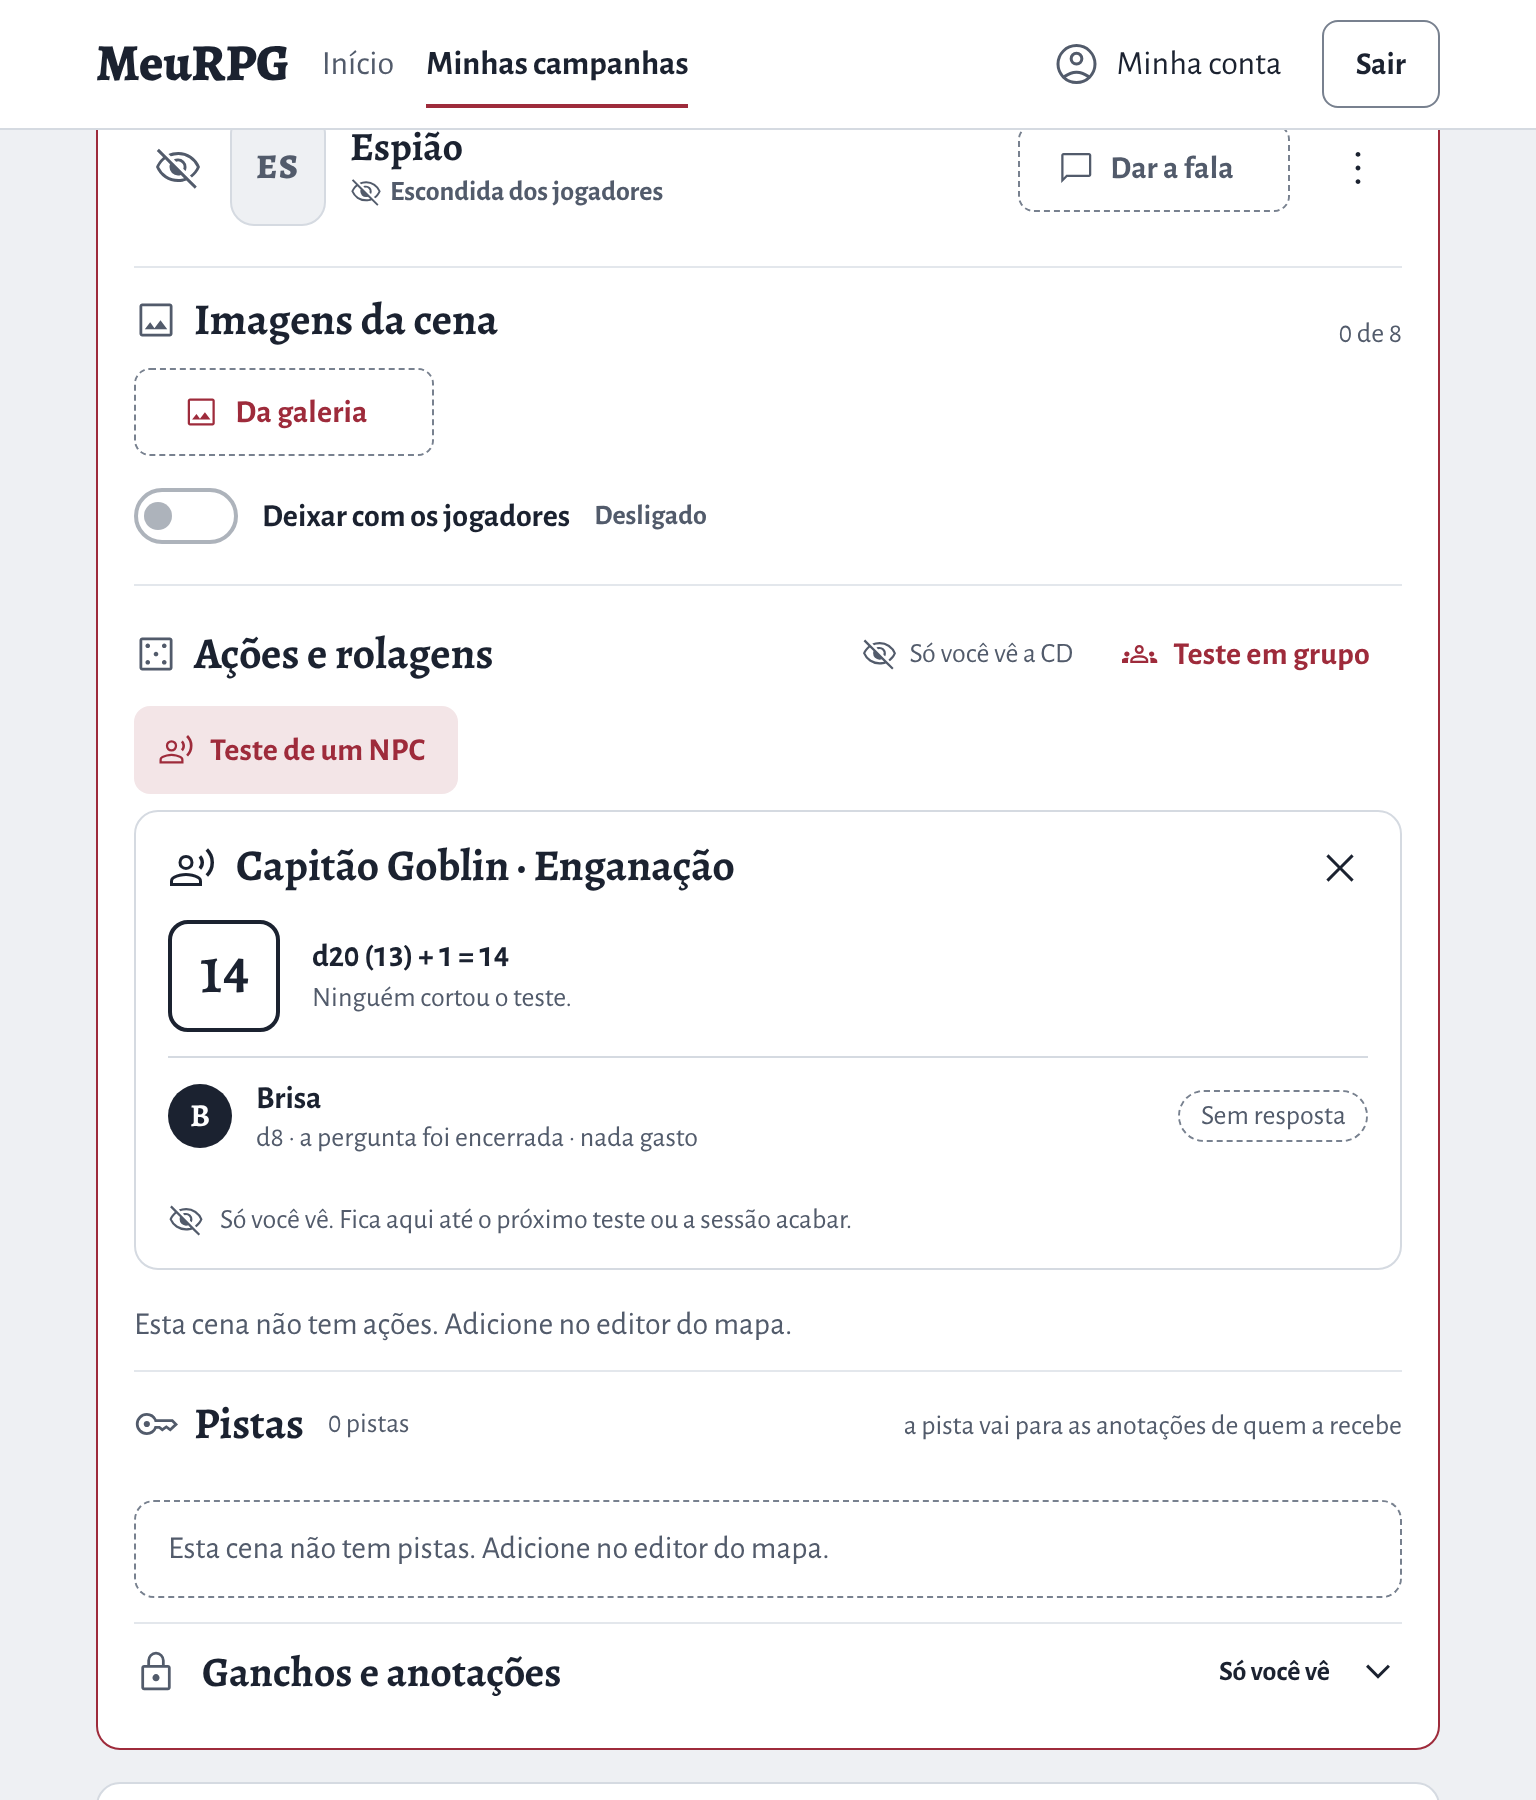 MeuRPG Início Minhas campanhas Minha conta Sair
ES Espião Dar a fala
Escondida dos jogadores
Imagens da cena 0 de 8
Da galeria
Deixar com os jogadores Desligado
Ações e rolagens Só você vê a CD Teste em grupo
Teste de um NPC
Capitão Goblin · Enganação
14 d20 (13) + 1 = 14
Ninguém cortou o teste.
B Brisa Sem resposta
d8 · a pergunta foi encerrada · nada gasto
Só você vê. Fica aqui até o próximo teste ou a sessão acabar.
Esta cena não tem ações. Adicione no editor do mapa.
Pistas 0 pistas a pista vai para as anotações de quem a recebe
Esta cena não tem pistas. Adicione no editor do mapa.
Ganchos e anotações Só você vê